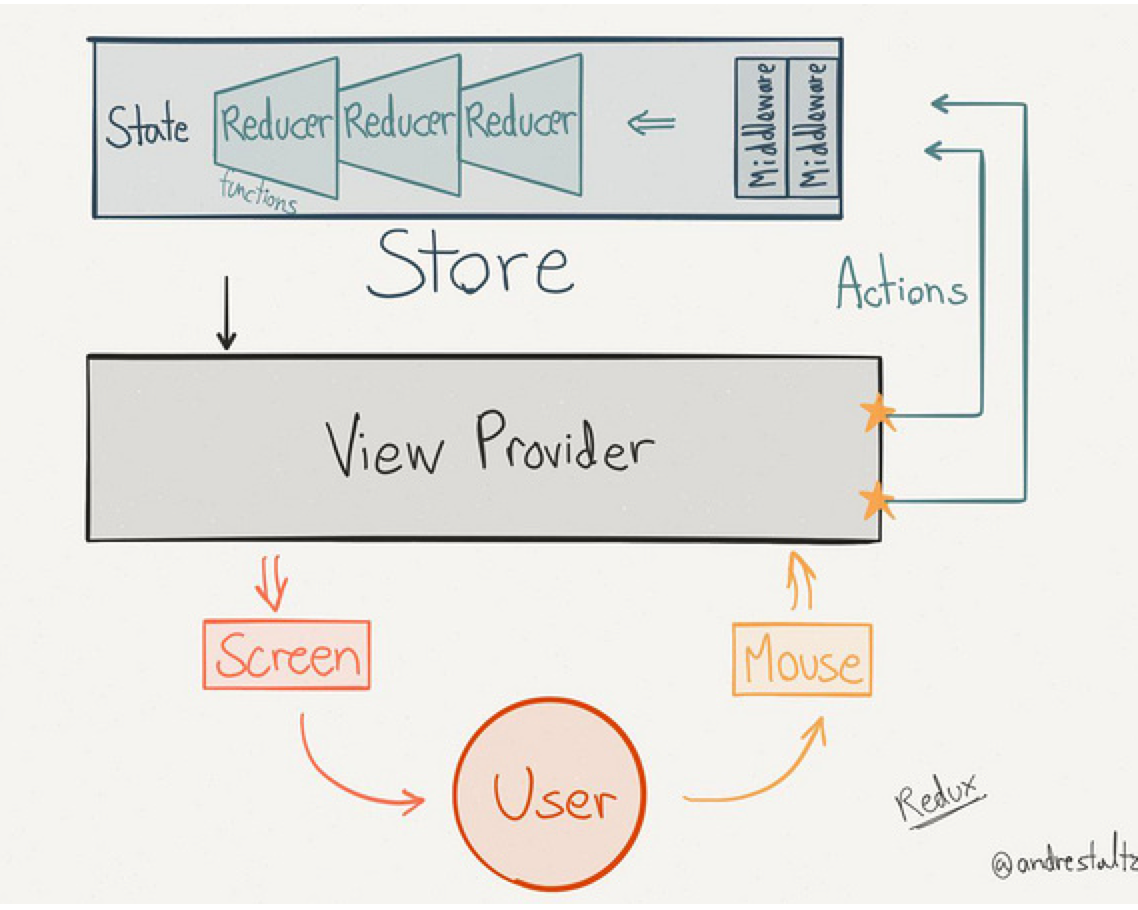 State
Reducer
Reducer
Reducer
functions
Middleware
Middleware
Store
Actions
View Provider
Screen
Mouse
User
Redux
@andrestaltz